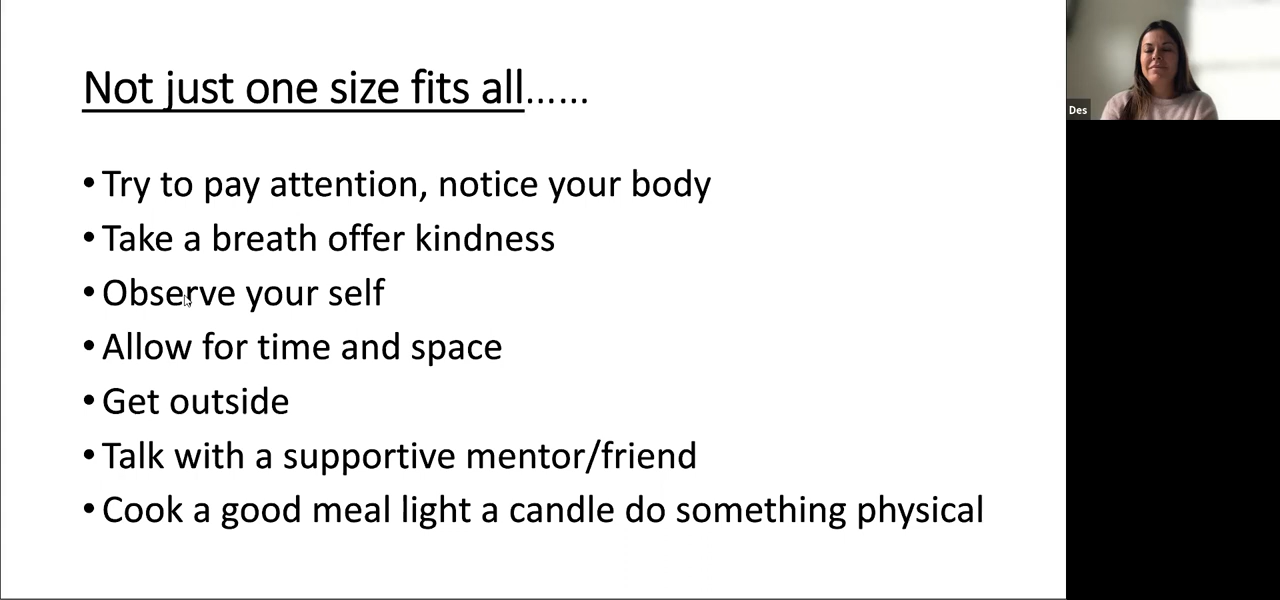 Not just one size fits all......
• Try to pay attention, notice your body
• Take a breath offer kindness
• Observe your self
• Allow for time and space
• Get outside
• Talk with a supportive mentor/friend
• Cook a good meal light a candle do something physical
Des